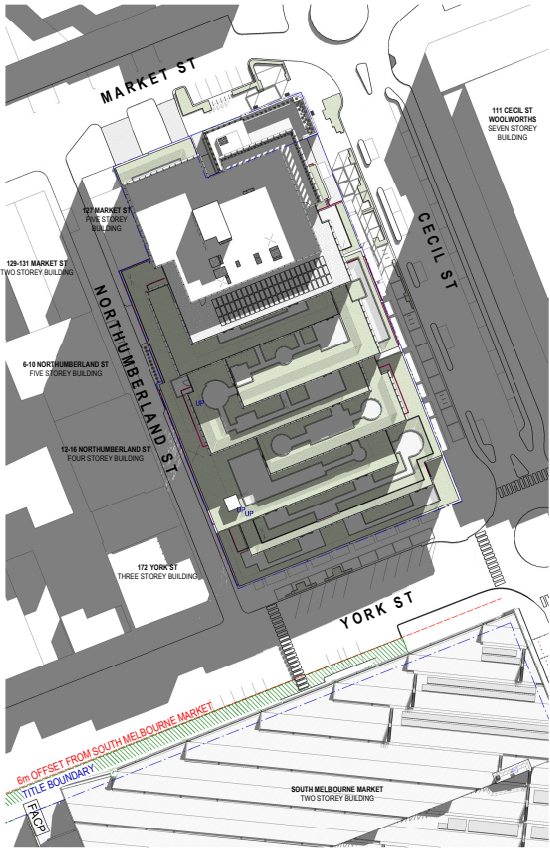 MARKET ST
111 CECIL ST
WOOLWORTHS
SEVEN STOREY
BUILDING
127 MARKET ST
FIVE STOREY
BUILDING
CECIL ST
129-131 MARKET ST
TWO STOREY BUILDING
NORTHUMBERLAND ST
6-10 NORTHUMBERLAND ST
FIVE STOREY BUILDING
UP
12-16 NORTHUMBERLAND ST
FOUR STOREY BUILDING
UP
UP
172 YORK ST
THREE STOREY BUILDING
YORK ST
6m OFFSET FROM SOUTH MELBOURNE MARKET
TITLE BOUNDARY
SOUTH MELBOURNE MARKET
TWO STOREY BUILDING
FACP